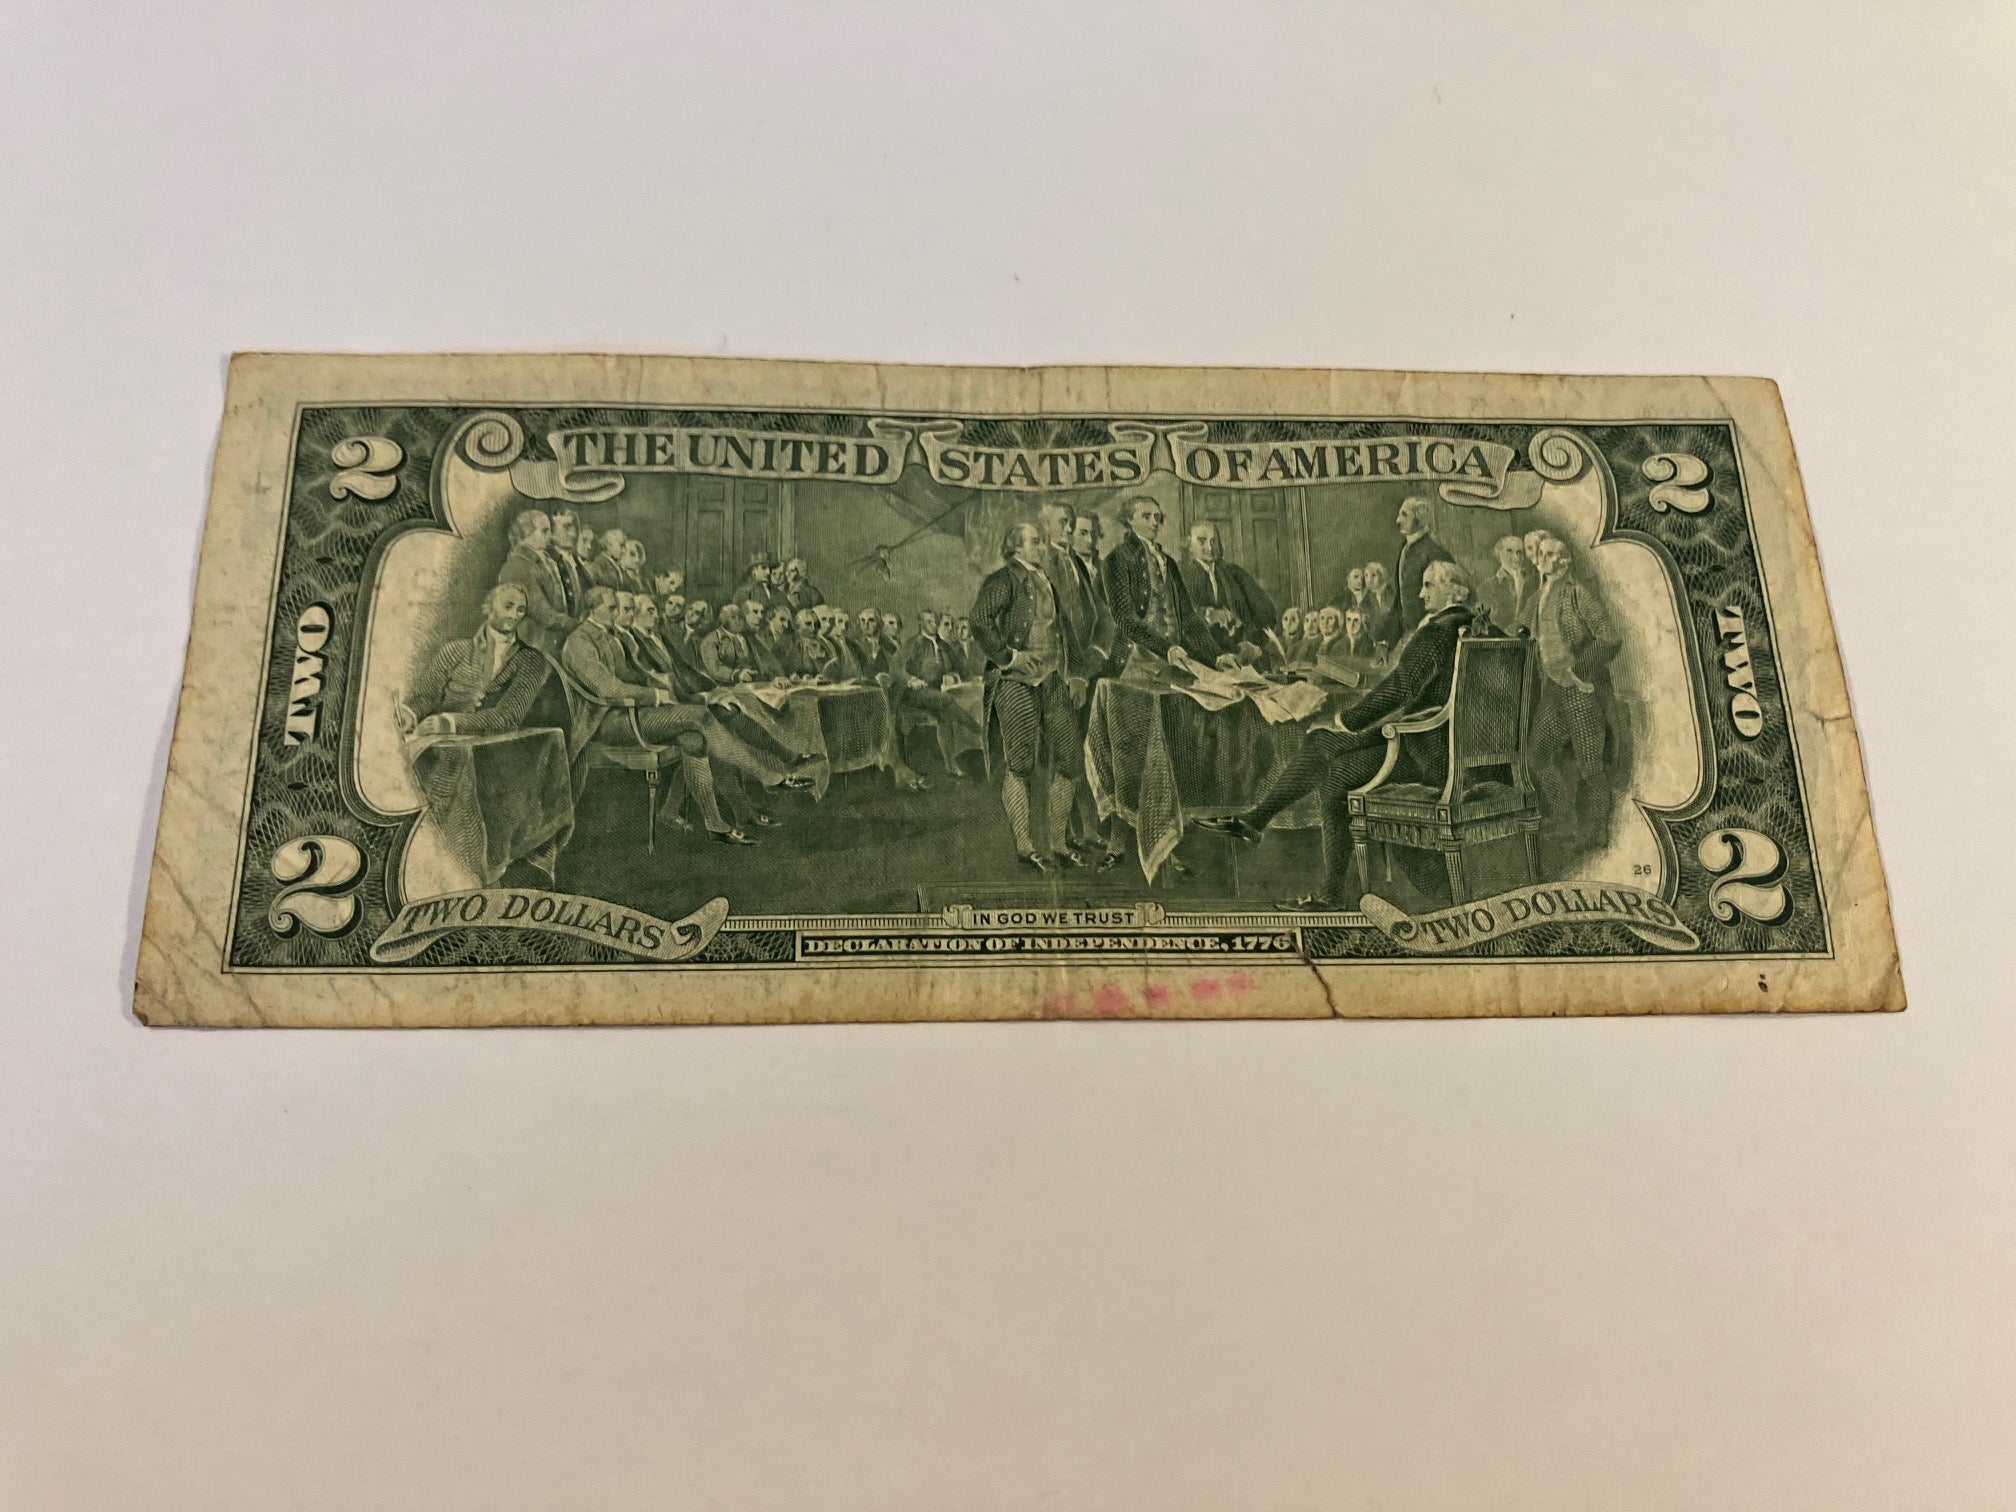 2
THE UNITED STATES OF AMERICA
2
TWO
TWO
26
2
TWO DOLLARS
IN GOD WE TRUST
TWO DOLLARS
2
DECLARATION OF INDEPENDENCE, 1776